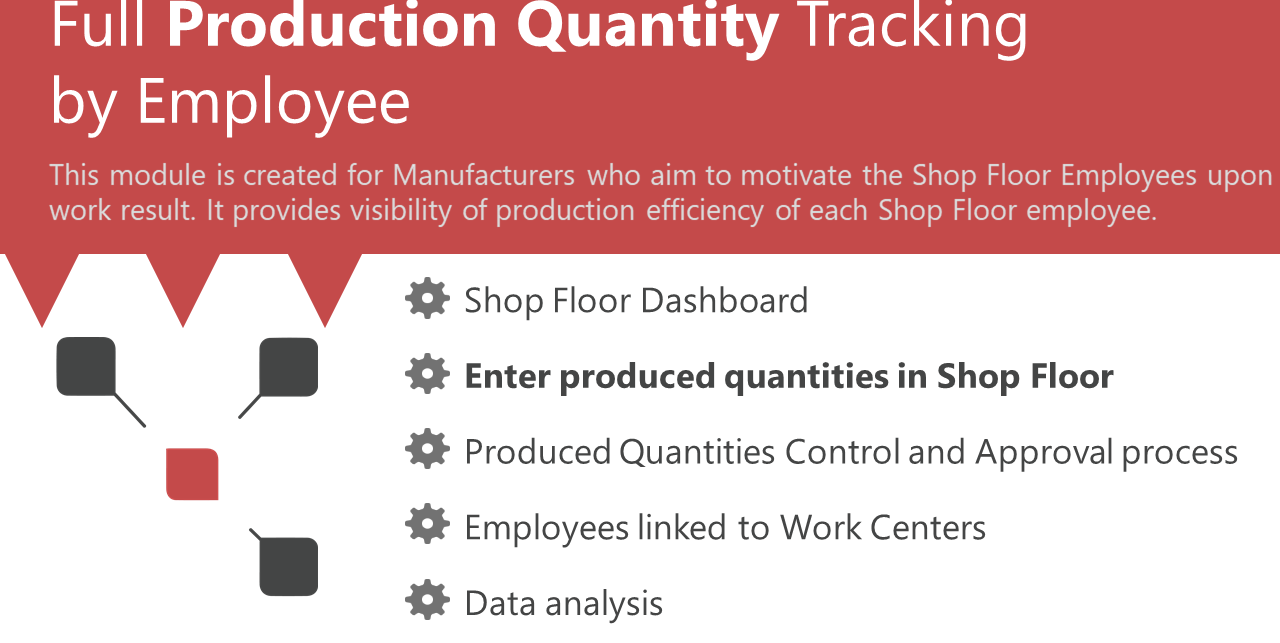 Full Production Quantity Tracking
by Employee
This module is created for Manufacturers who aim to motivate the Shop Floor Employees upon
work result. It provides visibility of production efficiency of each Shop Floor employee.
Shop Floor Dashboard
Enter produced quantities in Shop Floor
Produced Quantities Control and Approval process
Employees linked to Work Centers
Data analysis